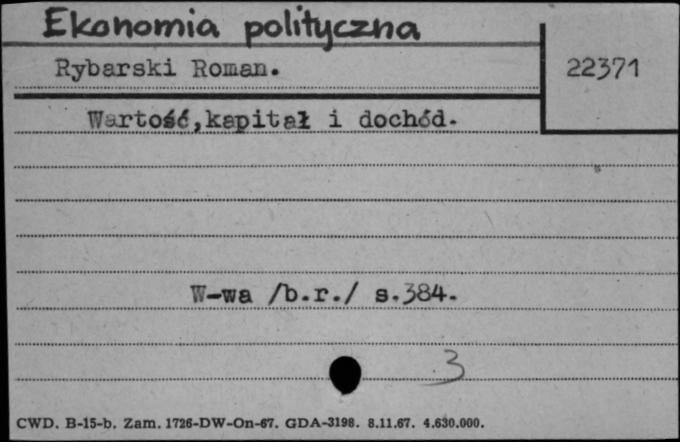 Ekonomia polityczna
Rybarski Roman.
22371
Wartość,kapitał i dochód.
W-wa /b.r./ s.384.
3
CWD. B-15-b. Zam. 1726-DW-On-67. GDA-3198. 8.11.67. 4.630.000.